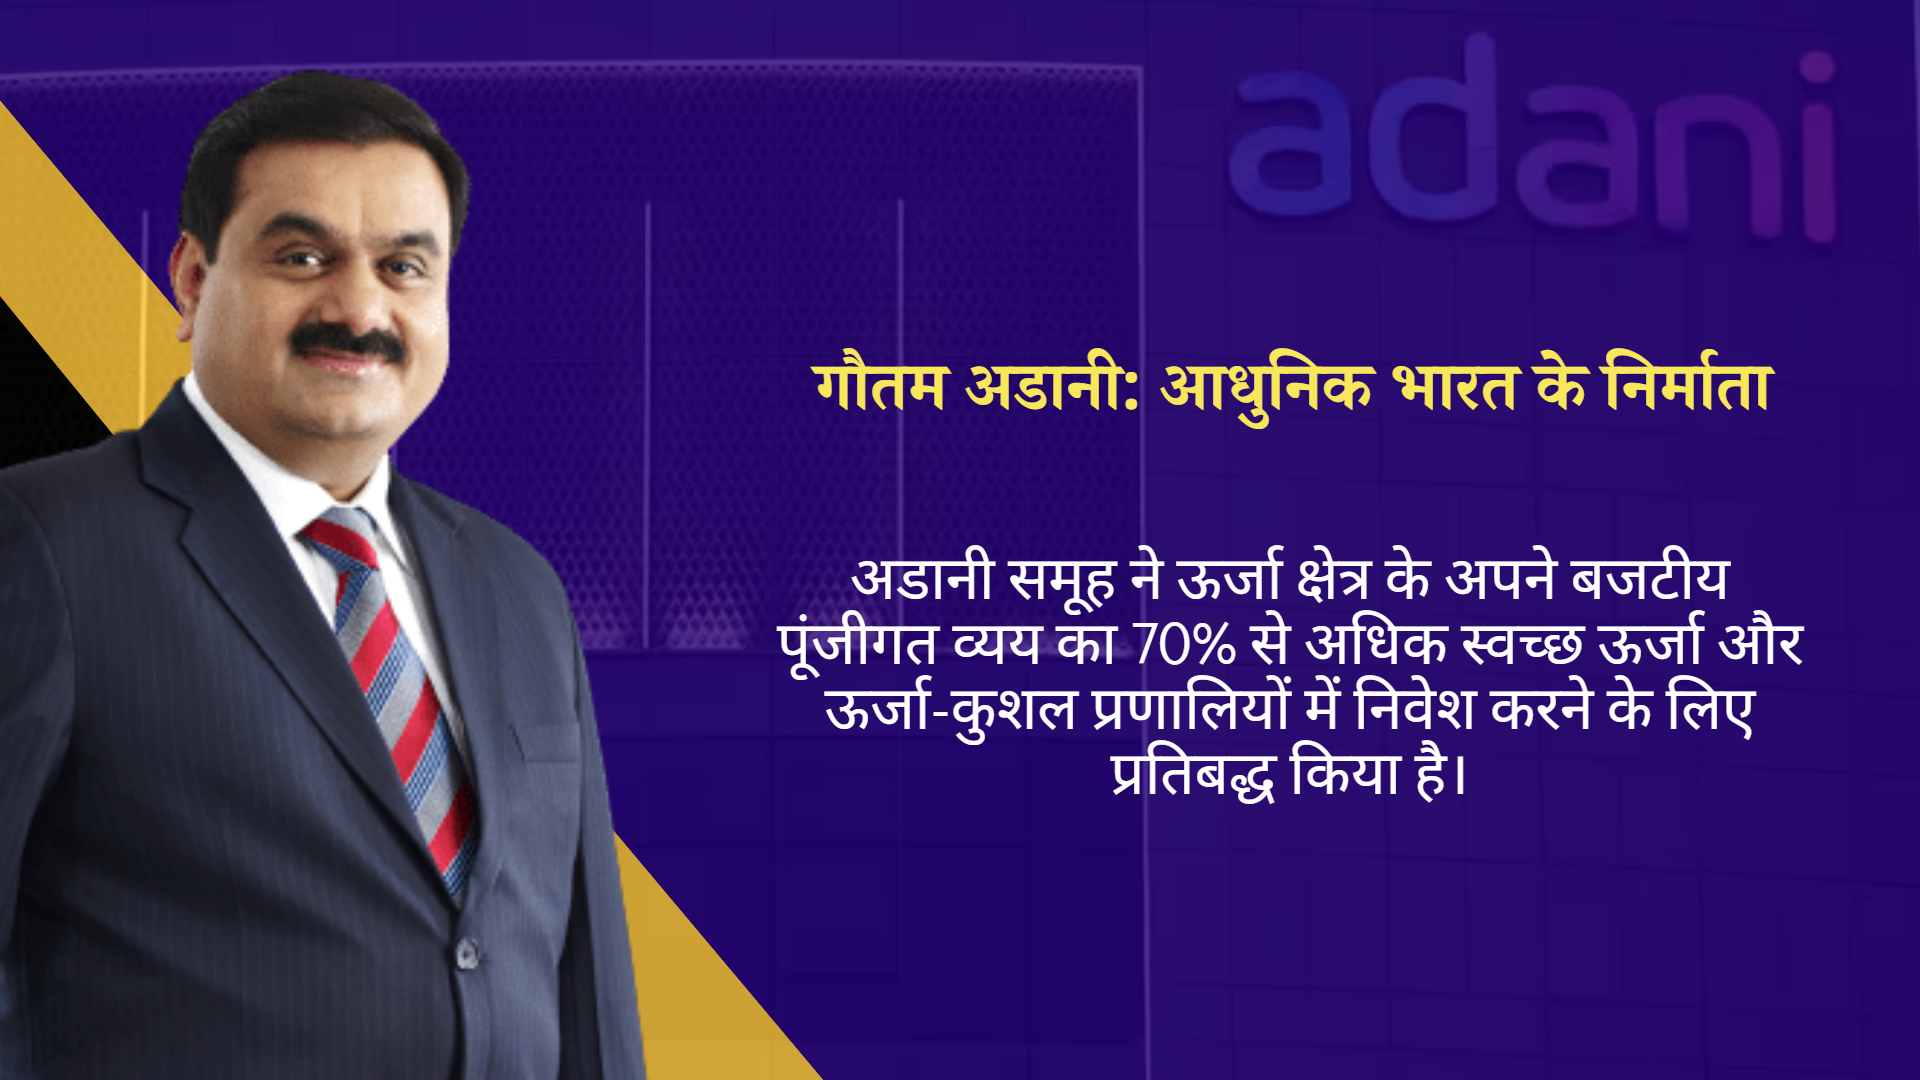 adani
गौतम अडानी: आधुनिक भारत के निर्माता
अडानी समूह ने ऊर्जा क्षेत्र के अपने बजटीय
पूंजीगत व्यय का 70% से अधिक स्वच्छ ऊर्जा और
ऊर्जा-कुशल प्रणालियों में निवेश करने के लिए
प्रतिबद्ध किया है।